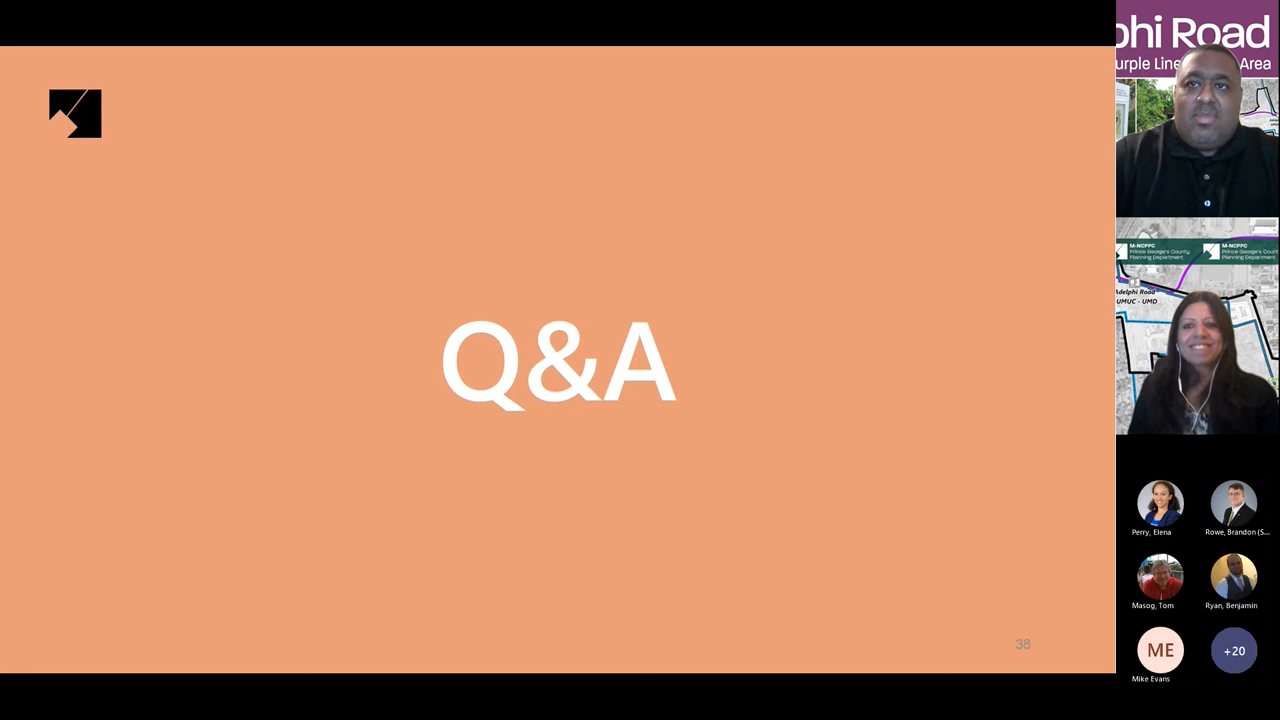 Q&A
38
phi Road
urple Line
Area
M-NCPPC
Prince George's County
Planning Department
M-NCPPC
Prince George's Coun
Planning Department
Adelphi Road
UMUC - UMD
Perry, Elena
Rowe, Brandon (S...
Masog, Tom
Ryan, Benjamin
ME
+20
Mike Evans